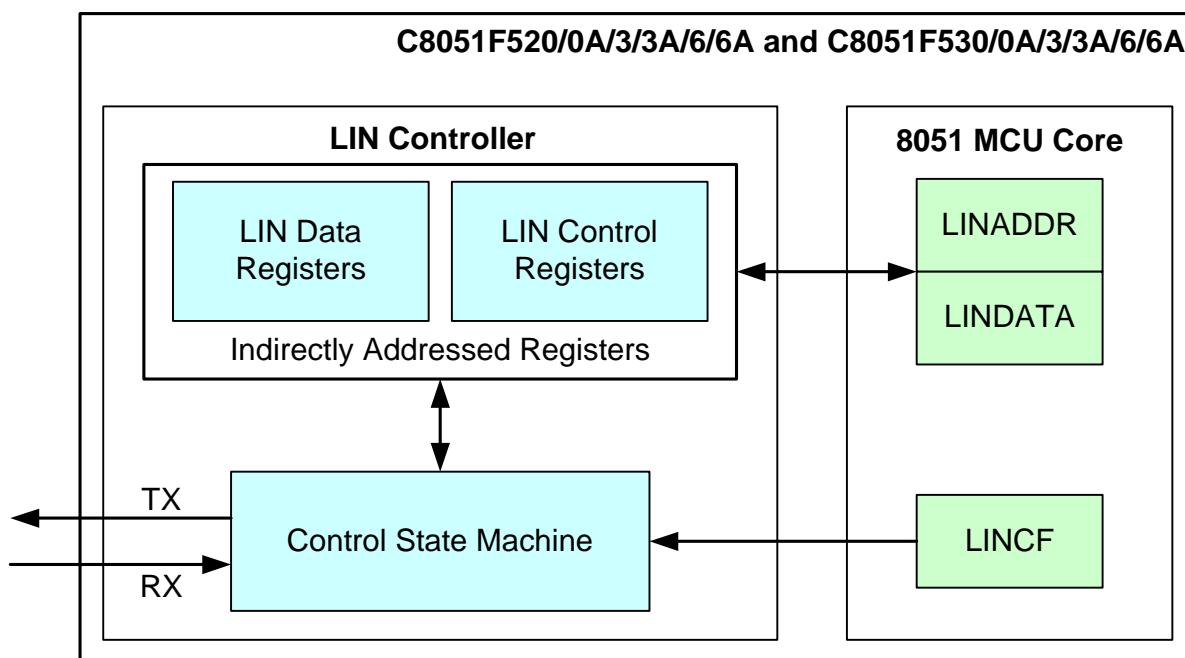 C8051F520/0A/3/3A/6/6A and C8051F530/0A/3/3A/6/6A
LIN Controller
LIN Data
Registers
LIN Control
Registers
Indirectly Addressed Registers
TX
RX
Control State Machine
8051 MCU Core
LINADDR
LINDATA
LINCF